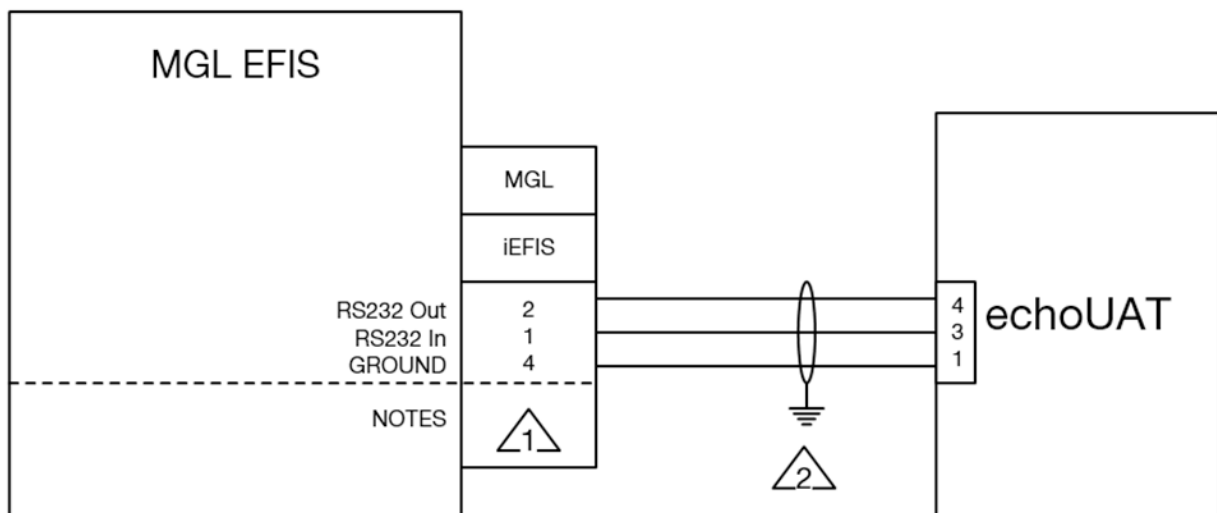 MGL EFIS
MGL
iEFIS
RS232 Out 2 4
RS232 In 1 3
GROUND 4 1
echoUAT
NOTES 1
2